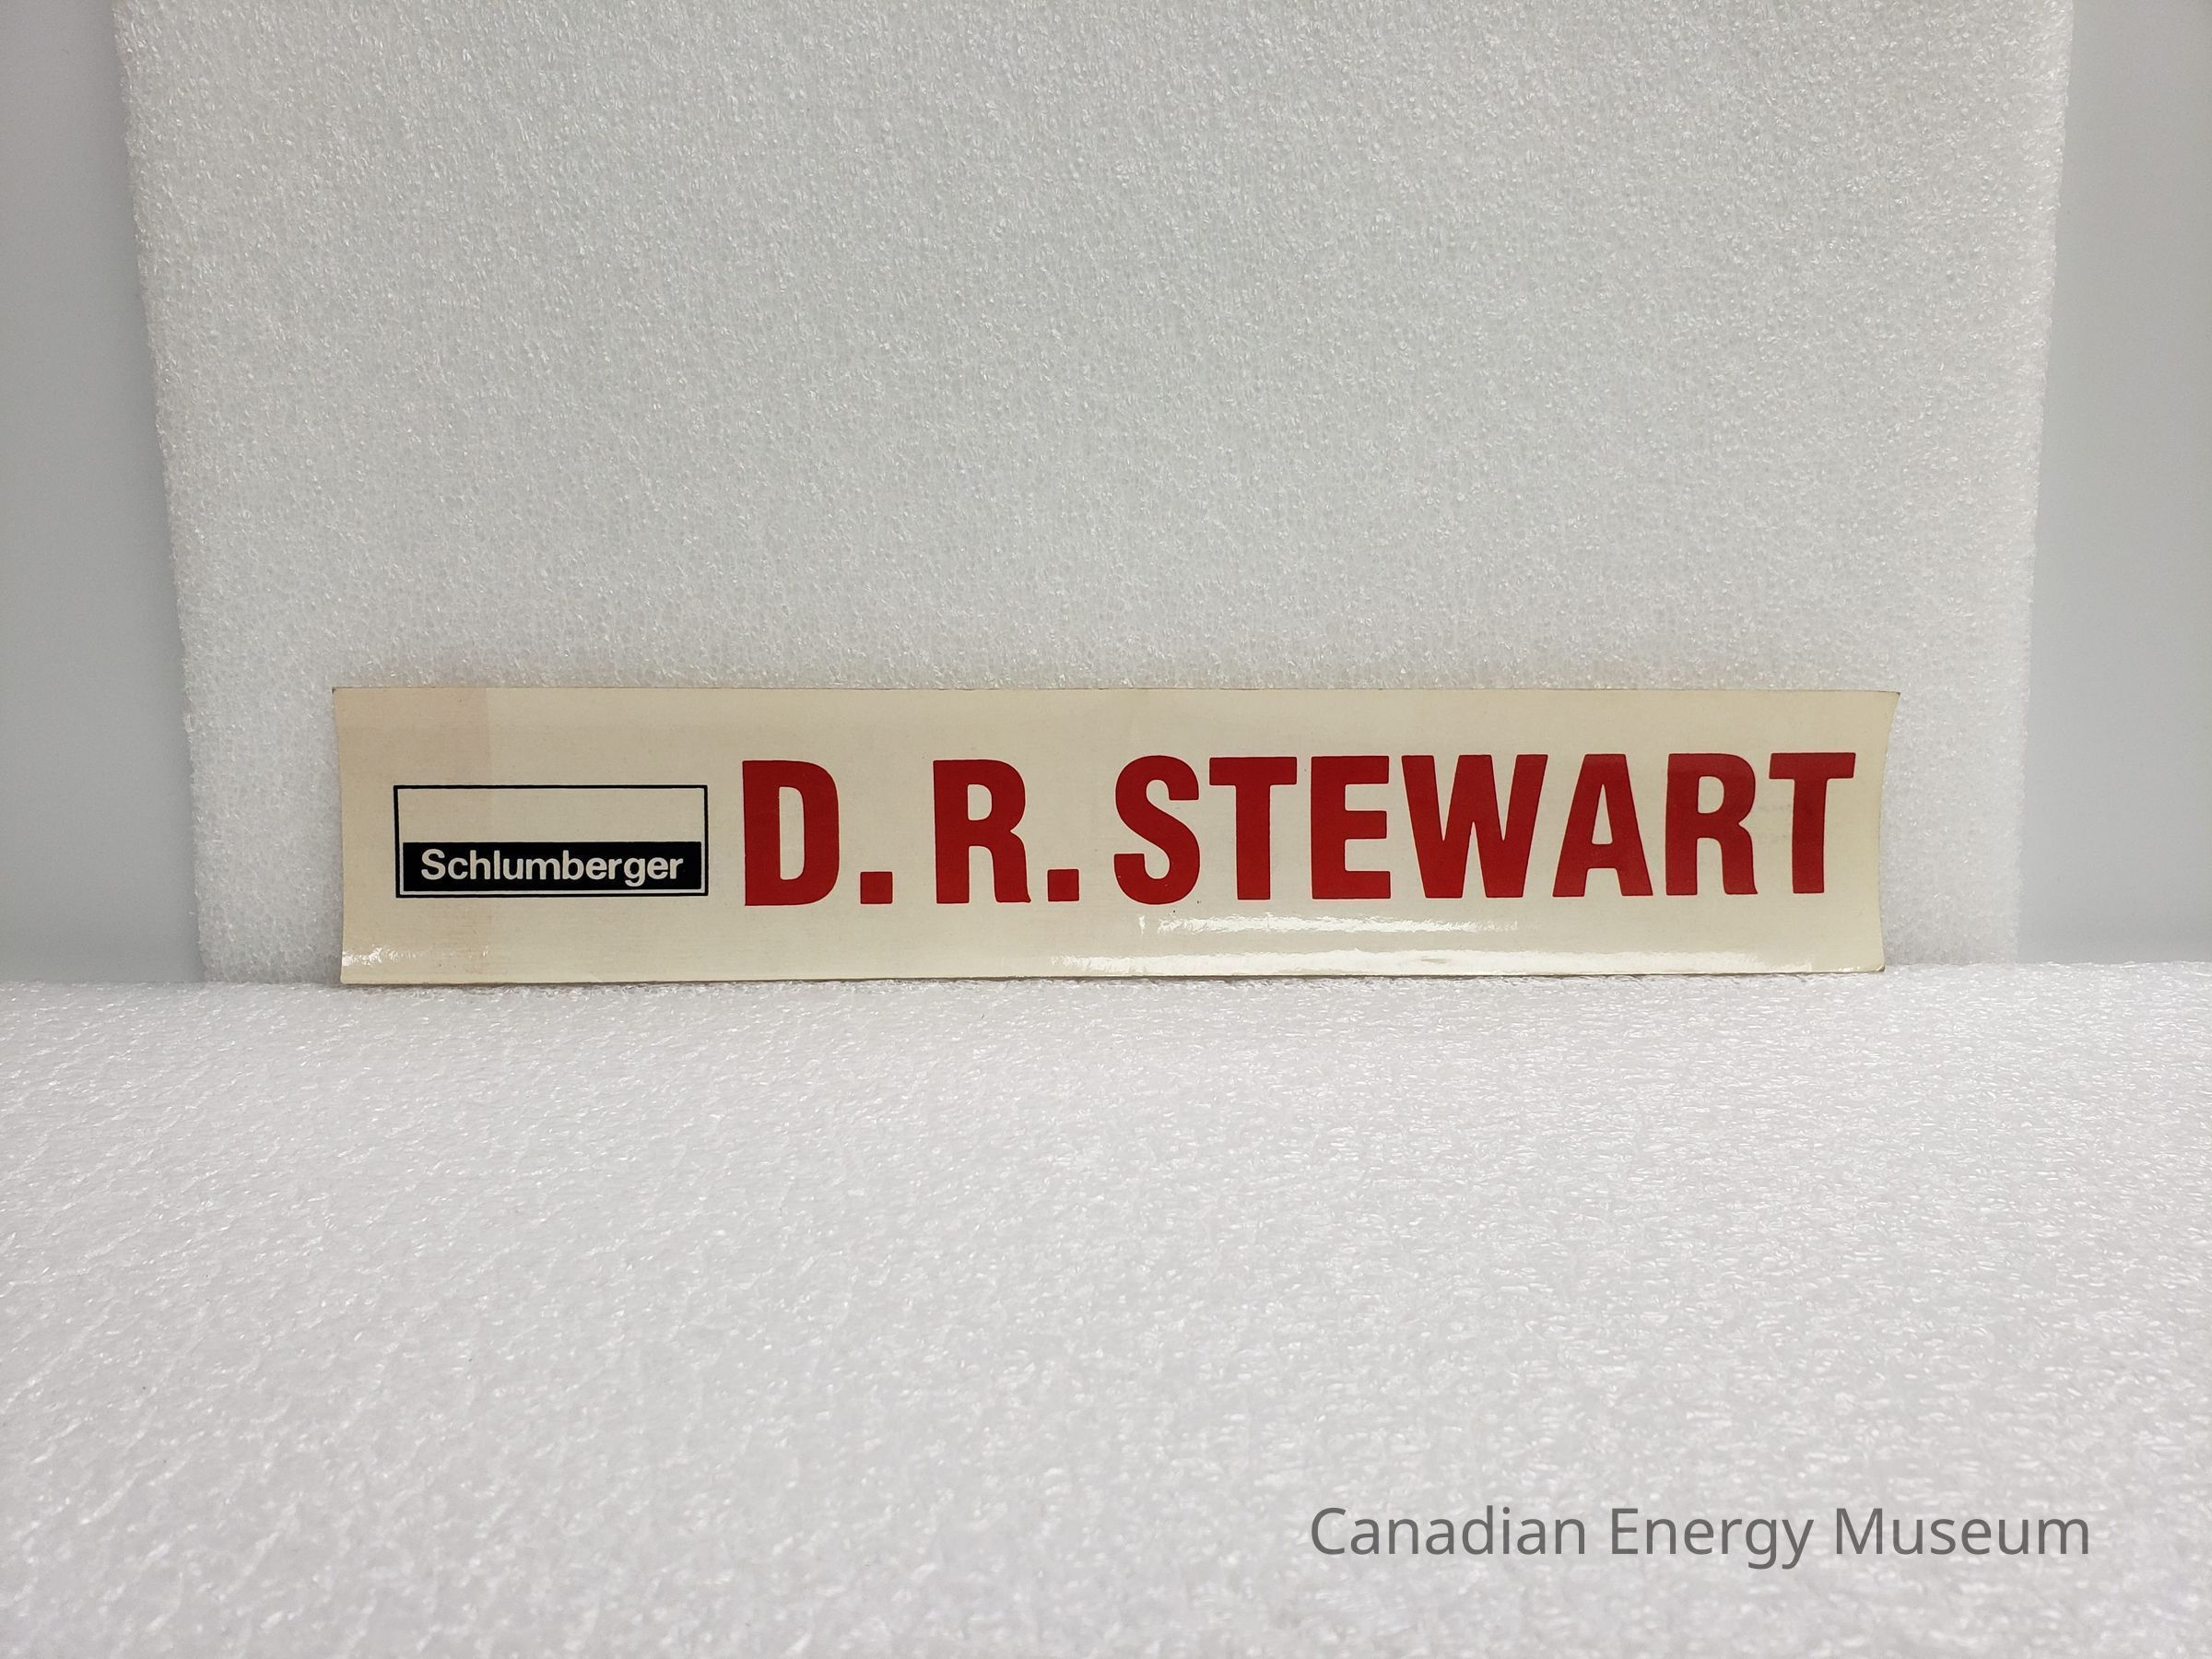 Schlumberger D. R. STEWART
Canadian Energy Museum